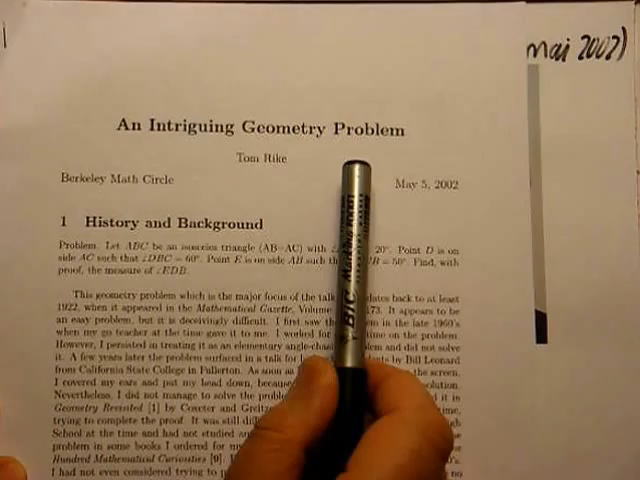 mai 2002)
An Intriguing Geometry Problem
Tom Rike
Berkeley Math Circle May 5, 2002
1 History and Background
Problem. Let ABC be an isosceles triangle (AB=AC) with 20°. Point D is on
side AC such that ∠DBC = 60°. Point E is on side AB such = 50° Find, with
proof, the measure of ∠EDB.
This geometry problem which is the major focus of the talk dates back to at least
1922, when it appeared in the Mathematical Gazette, Volume 173. It appears to be
an easy problem, but it is deceivingly difficult. I first saw the in the late 1960's
when my go teacher at the time gave it to me. I worked for time on the problem.
However, I persisted in treating it as an elementary angle-chas and did not solve
it. A few years later the problem surfaced in a talk for by Bill Leonard
from California State College in Fullerton. As soon as the screen,
I covered my ears and put my head down, because solution.
Nevertheless, I did not manage to solve the it is in
Geometry Revisited [1] by Coxeter and time,
trying to complete the proof. It was still
School at the time and had not studied
problem in some books I ordered for
Hundred Mathematical Curiosities [9].
I had not even considered trying to no
BIC Marking